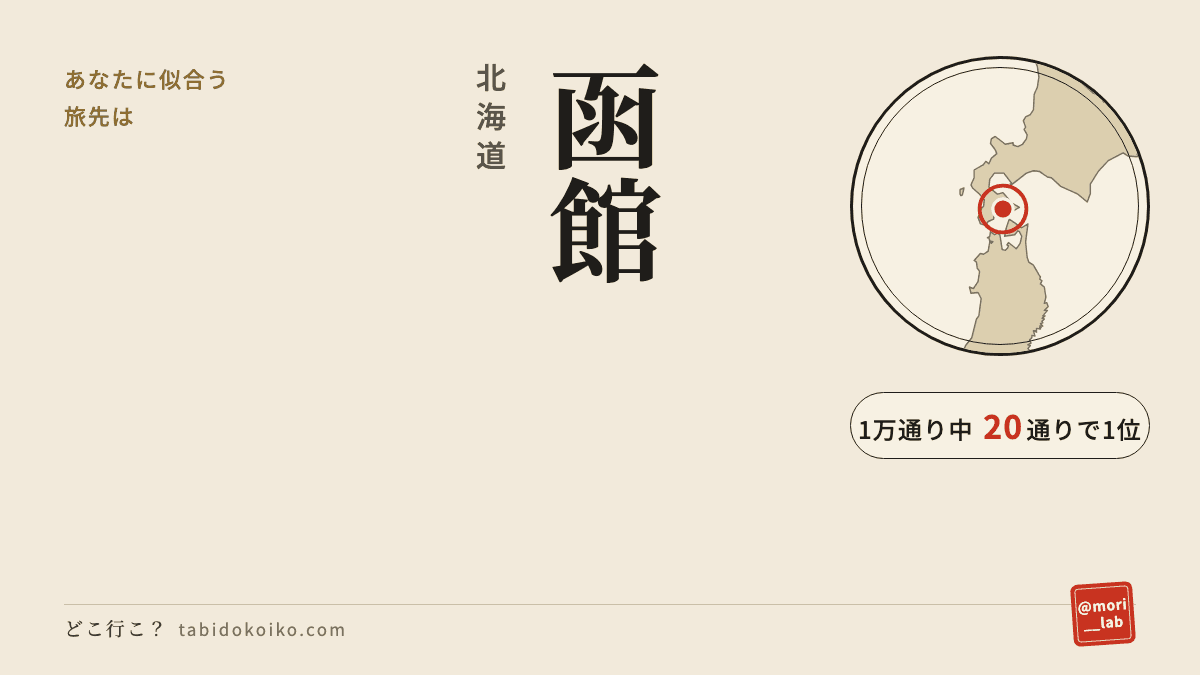 あなたに似合う
旅先は
函館
北海道
1万通り中 20通りで1位
どこ行こ? tabidokoiko.com
@mori
__lab